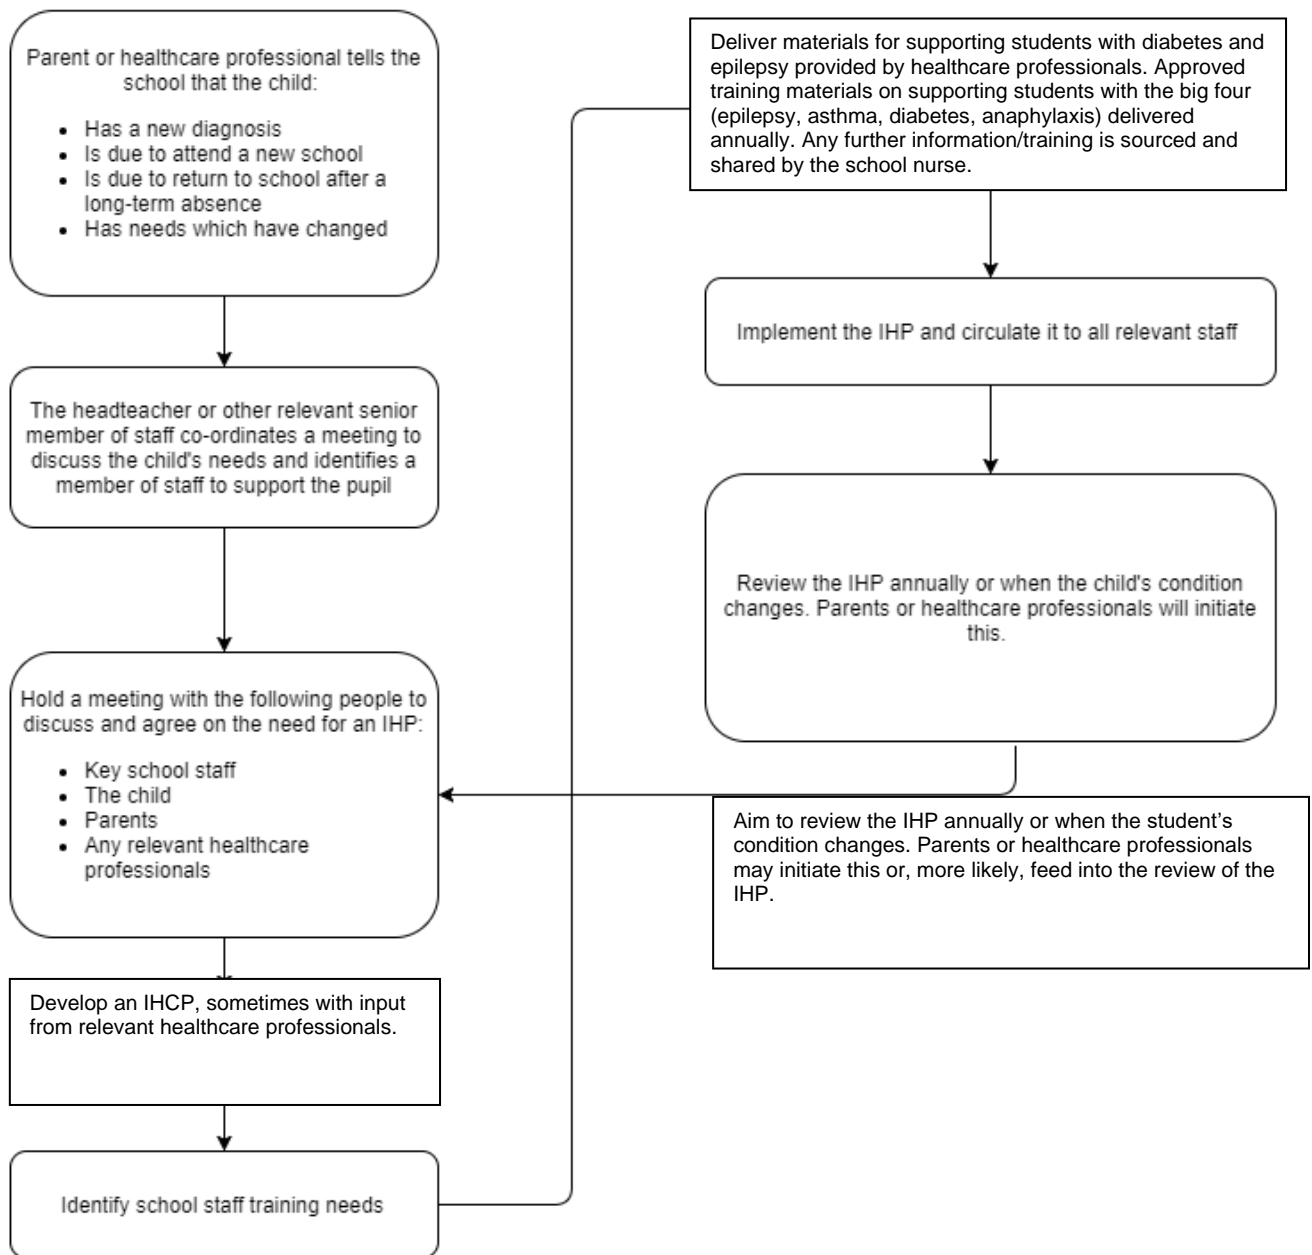 Parent or healthcare professional tells the
school that the child:
• Has a new diagnosis
• Is due to attend a new school
• Is due to return to school after a
long-term absence
• Has needs which have changed
The headteacher or other relevant senior
member of staff co-ordinates a meeting to
discuss the child's needs and identifies a
member of staff to support the pupil
Hold a meeting with the following people to
discuss and agree on the need for an IHP:
• Key school staff
• The child
• Parents
• Any relevant healthcare
professionals
Develop an IHCP, sometimes with input
from relevant healthcare professionals.
Identify school staff training needs
Deliver materials for supporting students with diabetes and
epilepsy provided by healthcare professionals. Approved
training materials on supporting students with the big four
(epilepsy, asthma, diabetes, anaphylaxis) delivered
annually. Any further information/training is sourced and
shared by the school nurse.
Implement the IHP and circulate it to all relevant staff
Review the IHP annually or when the child's condition
changes. Parents or healthcare professionals will initiate
this.
Aim to review the IHP annually or when the student’s
condition changes. Parents or healthcare professionals
may initiate this or, more likely, feed into the review of the
IHP.